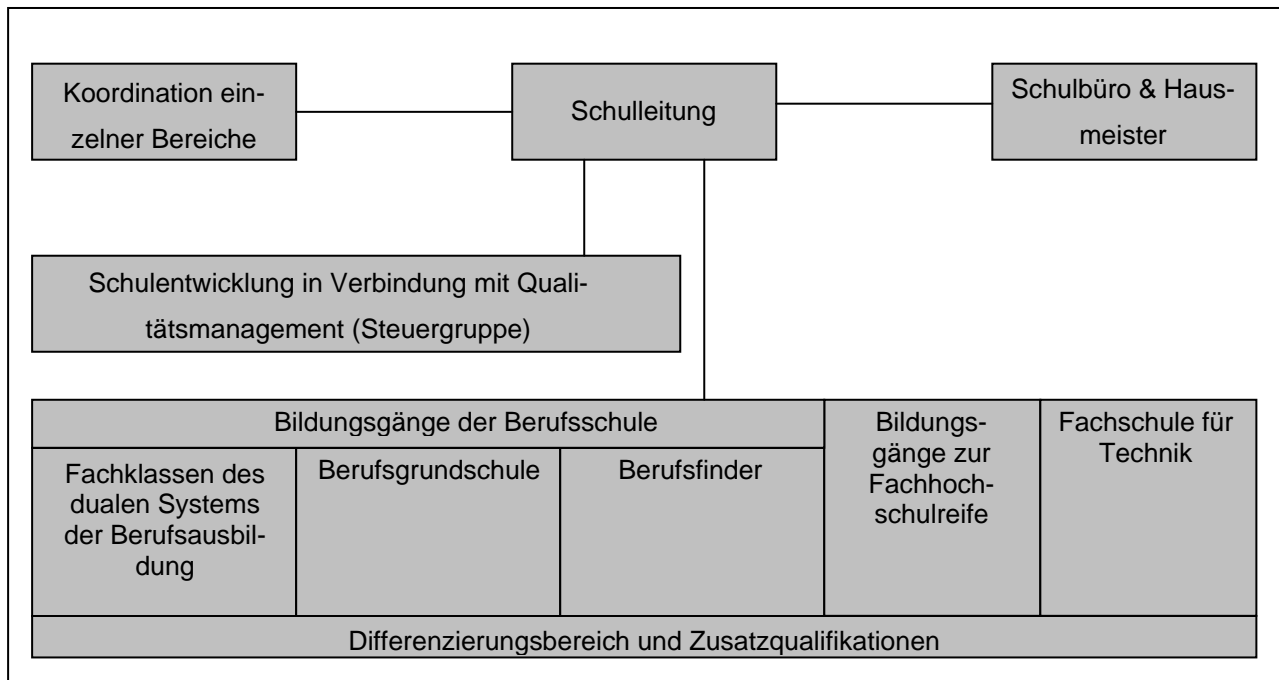 Koordination ein-
zelner Bereiche
Schulleitung
Schulbüro & Haus-
meister
Schulentwicklung in Verbindung mit Quali-
tätsmanagement (Steuergruppe)
Bildungsgänge der Berufsschule
Fachklassen des
dualen Systems
der Berufsausbil-
dung
Berufsgrundschule
Berufsfinder
Bildungs-
gänge zur
Fachhoch-
schulreife
Fachschule für
Technik
Differenzierungsbereich und Zusatzqualifikationen